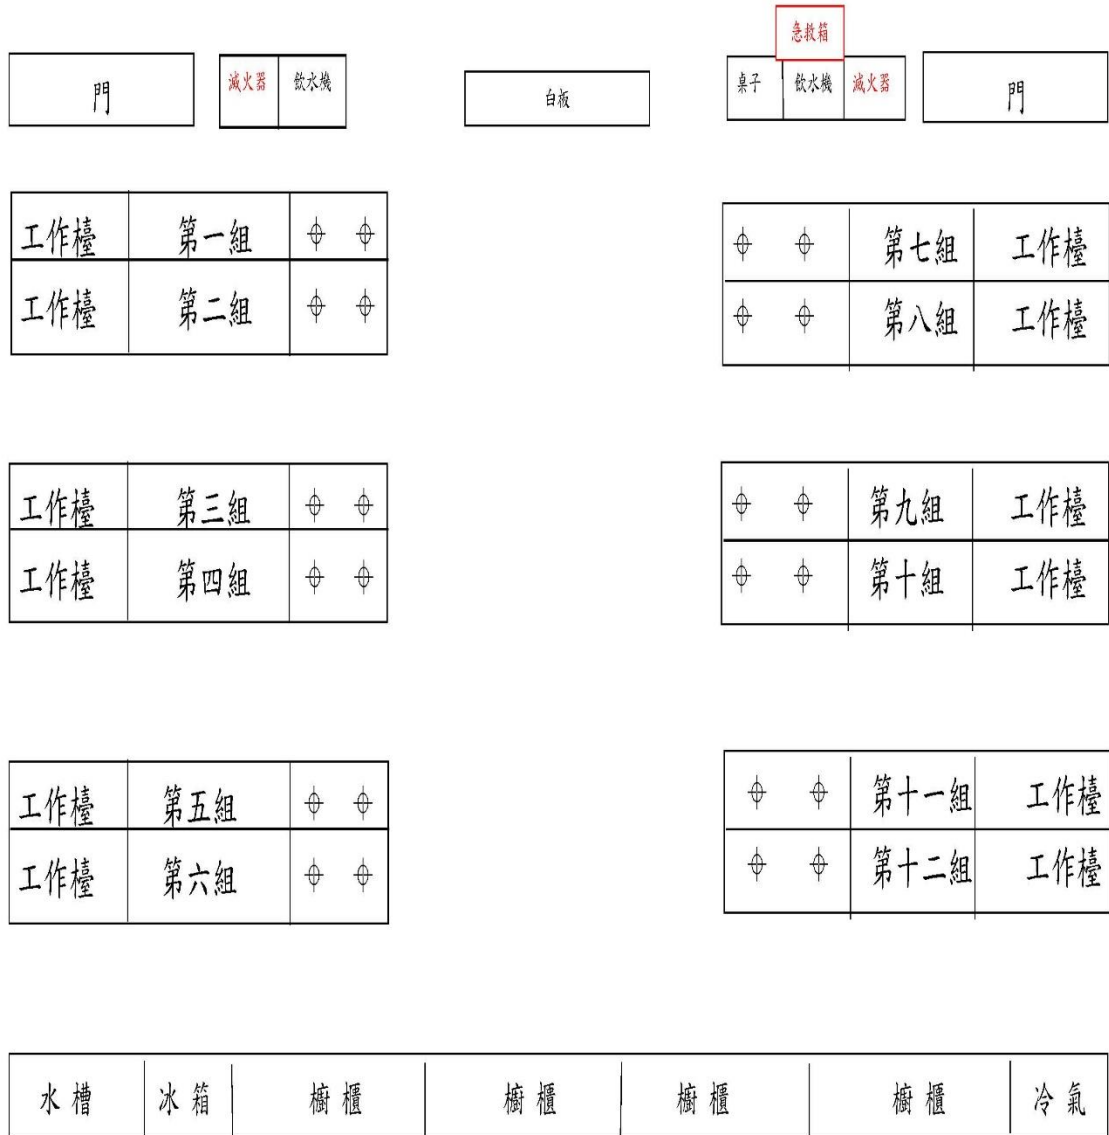 急救箱
門 滅火器 飲水機 白板 桌子 飲水機 滅火器 門
工作檯 第一組 第七組 工作檯
工作檯 第二組 第八組 工作檯
工作檯 第三組 第九組 工作檯
工作檯 第四組 第十組 工作檯
工作檯 第五組 第十一組 工作檯
工作檯 第六組 第十二組 工作檯
水槽 冰箱 櫥櫃 櫥櫃 櫥櫃 櫥櫃 冷氣